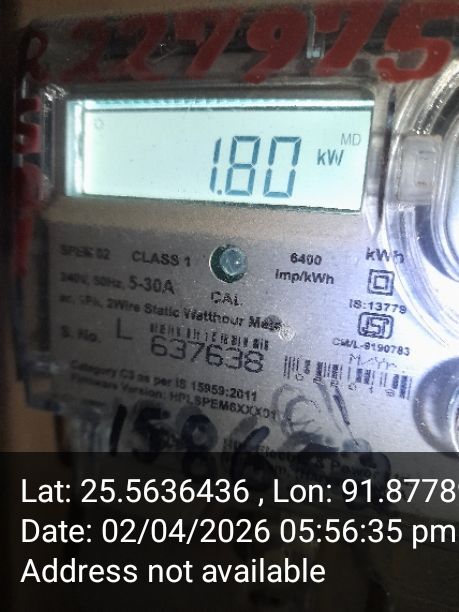 227975
MD
1.80 kW
SPEM 02 CLASS 1 6400 kWh
240V, 50Hz, 5-30A imp/kWh
CAL
IS:13779
ac, 1Ph, 2Wire Static Watthour Meter
CM/L-9190783
S. No. L 637638
M/Yr
Category C3 as per IS 15959:2011
Firmware Version: HPLSPEM6XXX01
Lat: 25.5636436 , Lon: 91.8778
Date: 02/04/2026 05:56:35 pm
Address not available